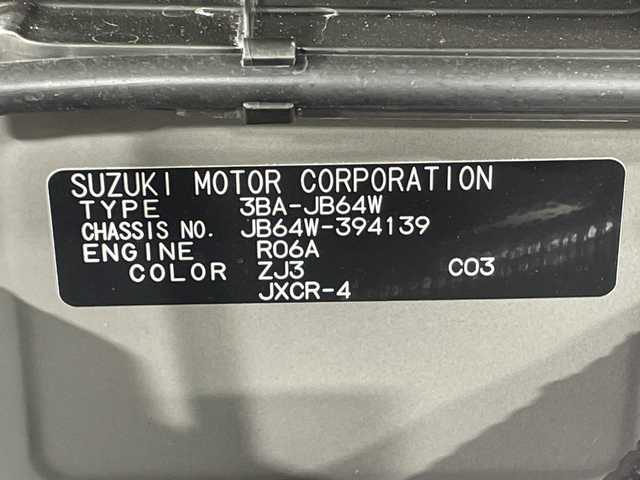 SUZUKI MOTOR CORPORATION
TYPE 3BA-JB64W
CHASSIS NO. JB64W-394139
ENGINE R06A
COLOR ZJ3 C03
JXCR-4